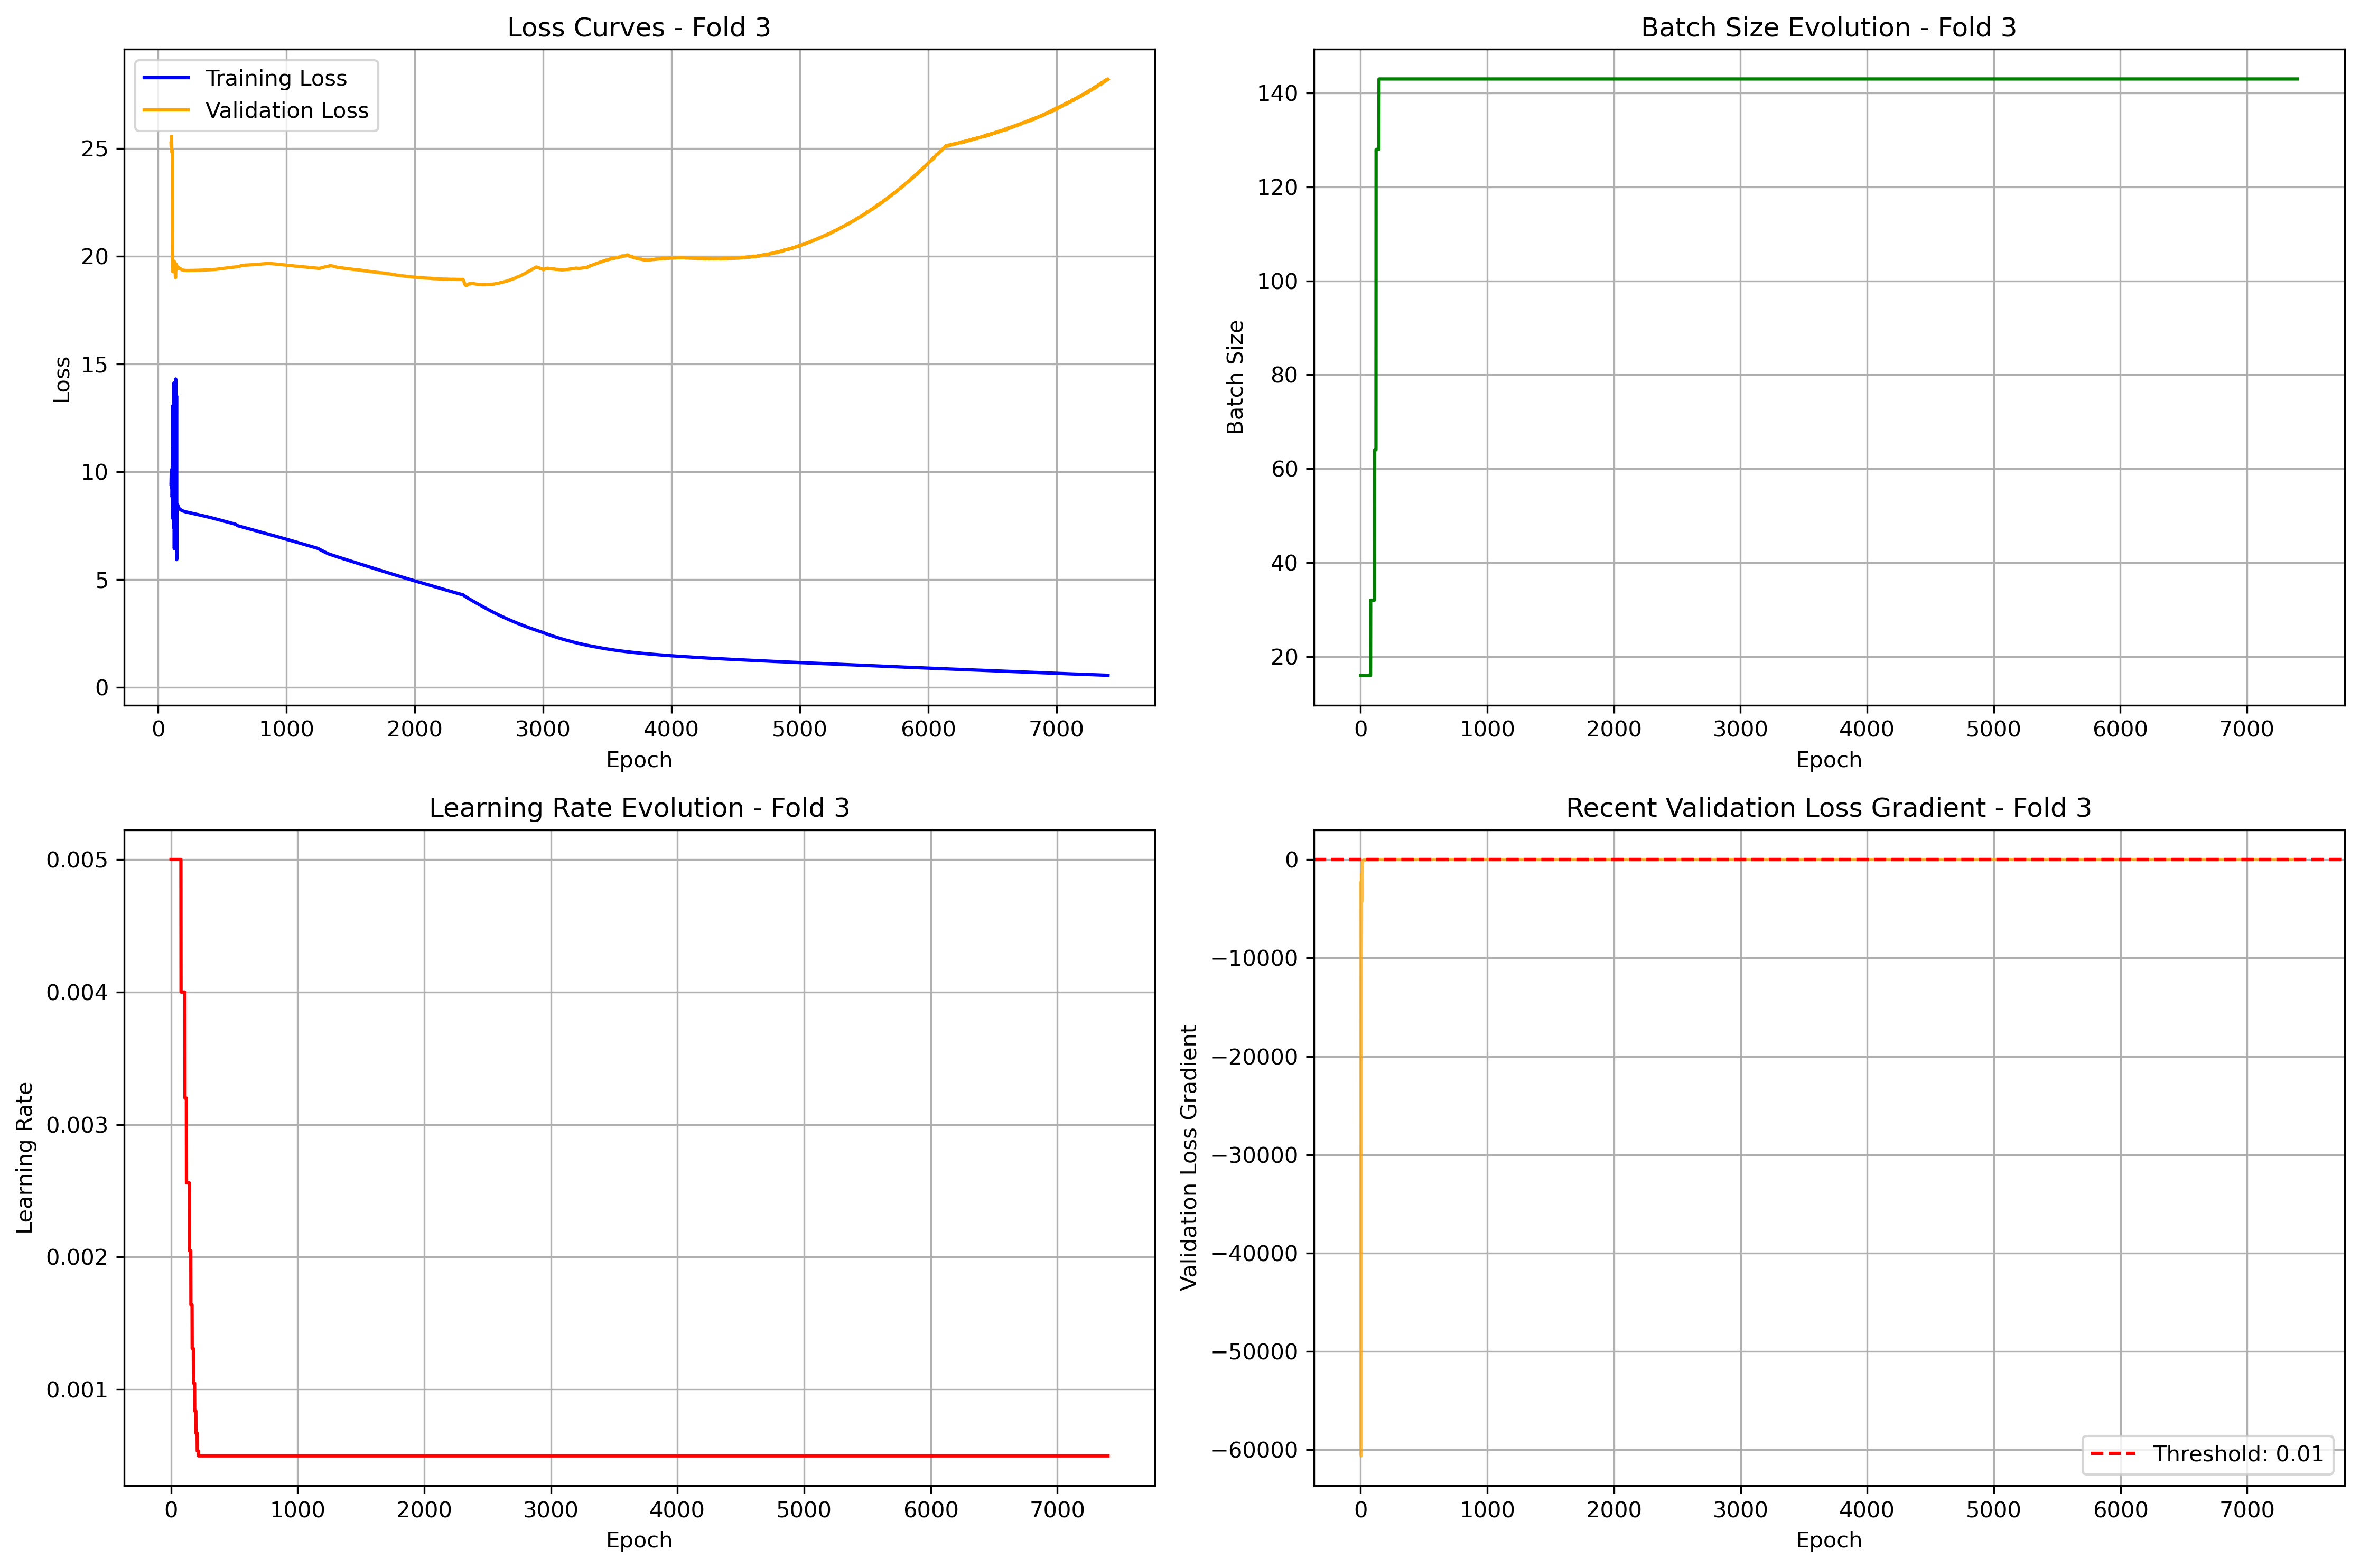 Loss Curves - Fold 3
Training Loss
Validation Loss
Loss
25
20
15
10
5
0
0 1000 2000 3000 4000 5000 6000 7000
Epoch
Batch Size Evolution - Fold 3
Batch Size
140
120
100
80
60
40
20
0 1000 2000 3000 4000 5000 6000 7000
Epoch
Learning Rate Evolution - Fold 3
Learning Rate
0.005
0.004
0.003
0.002
0.001
0 1000 2000 3000 4000 5000 6000 7000
Epoch
Recent Validation Loss Gradient - Fold 3
Validation Loss Gradient
0
−10000
−20000
−30000
−40000
−50000
−60000
Threshold: 0.01
0 1000 2000 3000 4000 5000 6000 7000
Epoch